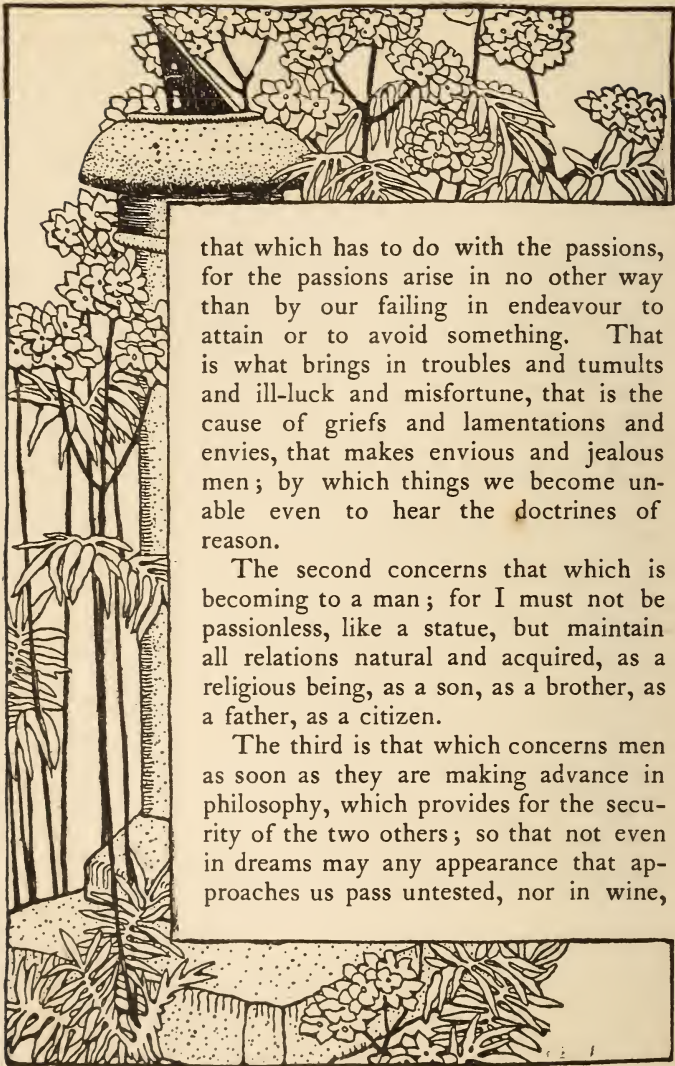 that which has to do with the passions,
for the passions arise in no other way
than by our failing in endeavour to
attain or to avoid something. That
is what brings in troubles and tumults
and ill-luck and misfortune, that is the
cause of griefs and lamentations and
envies, that makes envious and jealous
men; by which things we become un-
able even to hear the doctrines of
reason.
The second concerns that which is
becoming to a man; for I must not be
passionless, like a statue, but maintain
all relations natural and acquired, as a
religious being, as a son, as a brother, as
a father, as a citizen.
The third is that which concerns men
as soon as they are making advance in
philosophy, which provides for the secu-
rity of the two others; so that not even
in dreams may any appearance that ap-
proaches us pass untested, nor in wine,